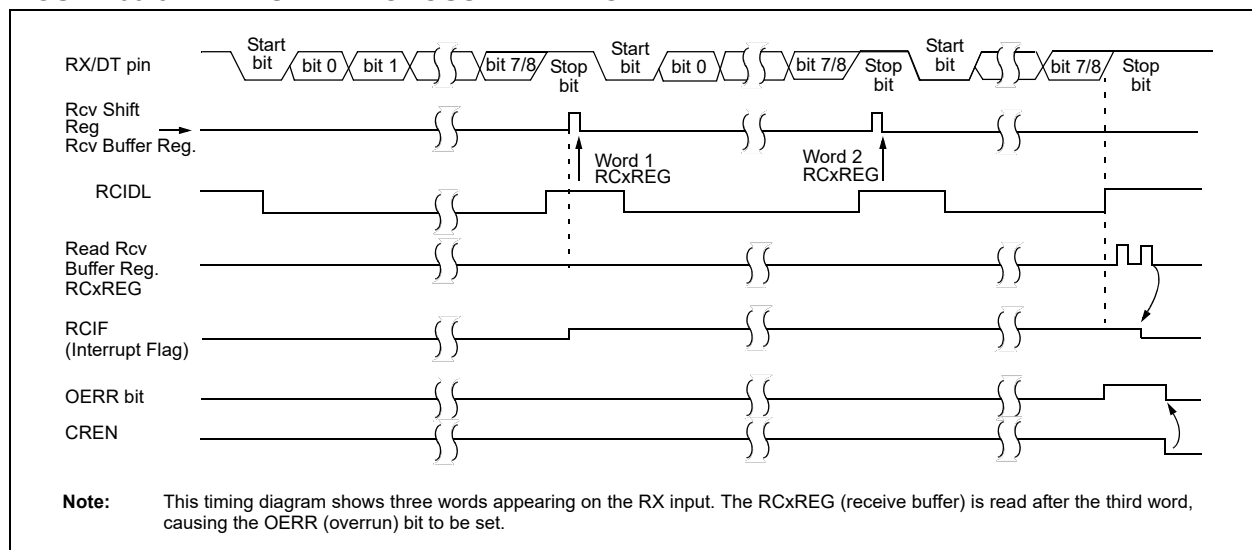 Start
bit
bit 0
bit 1
bit 7/8
Stop
bit
Start
bit
bit 0
bit 7/8
Stop
bit
Start
bit
bit 7/8
Stop
bit
RX/DT pin
Rcv Shift
Reg
Rcv Buffer Reg.
Word 1
RCxREG
Word 2
RCxREG
RCIDL
Read Rcv
Buffer Reg.
RCxREG
RCIF
(Interrupt Flag)
OERR bit
CREN
Note: This timing diagram shows three words appearing on the RX input. The RCxREG (receive buffer) is read after the third word,
causing the OERR (overrun) bit to be set.